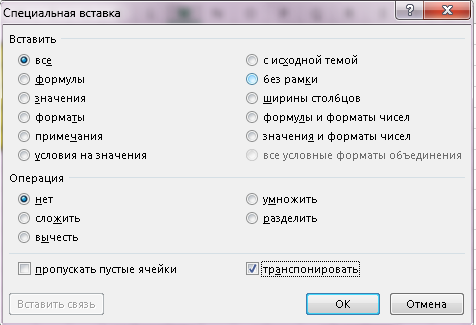 Специальная вставка
Вставить
все
с исходной темой
формулы
без рамки
значения
ширины столбцов
форматы
формулы и форматы чисел
примечания
значения и форматы чисел
условия на значения
все условные форматы объединения
Операция
нет
умножить
сложить
разделить
вычесть
пропускать пустые ячейки
транспонировать
Вставить связь
ОК
Отмена